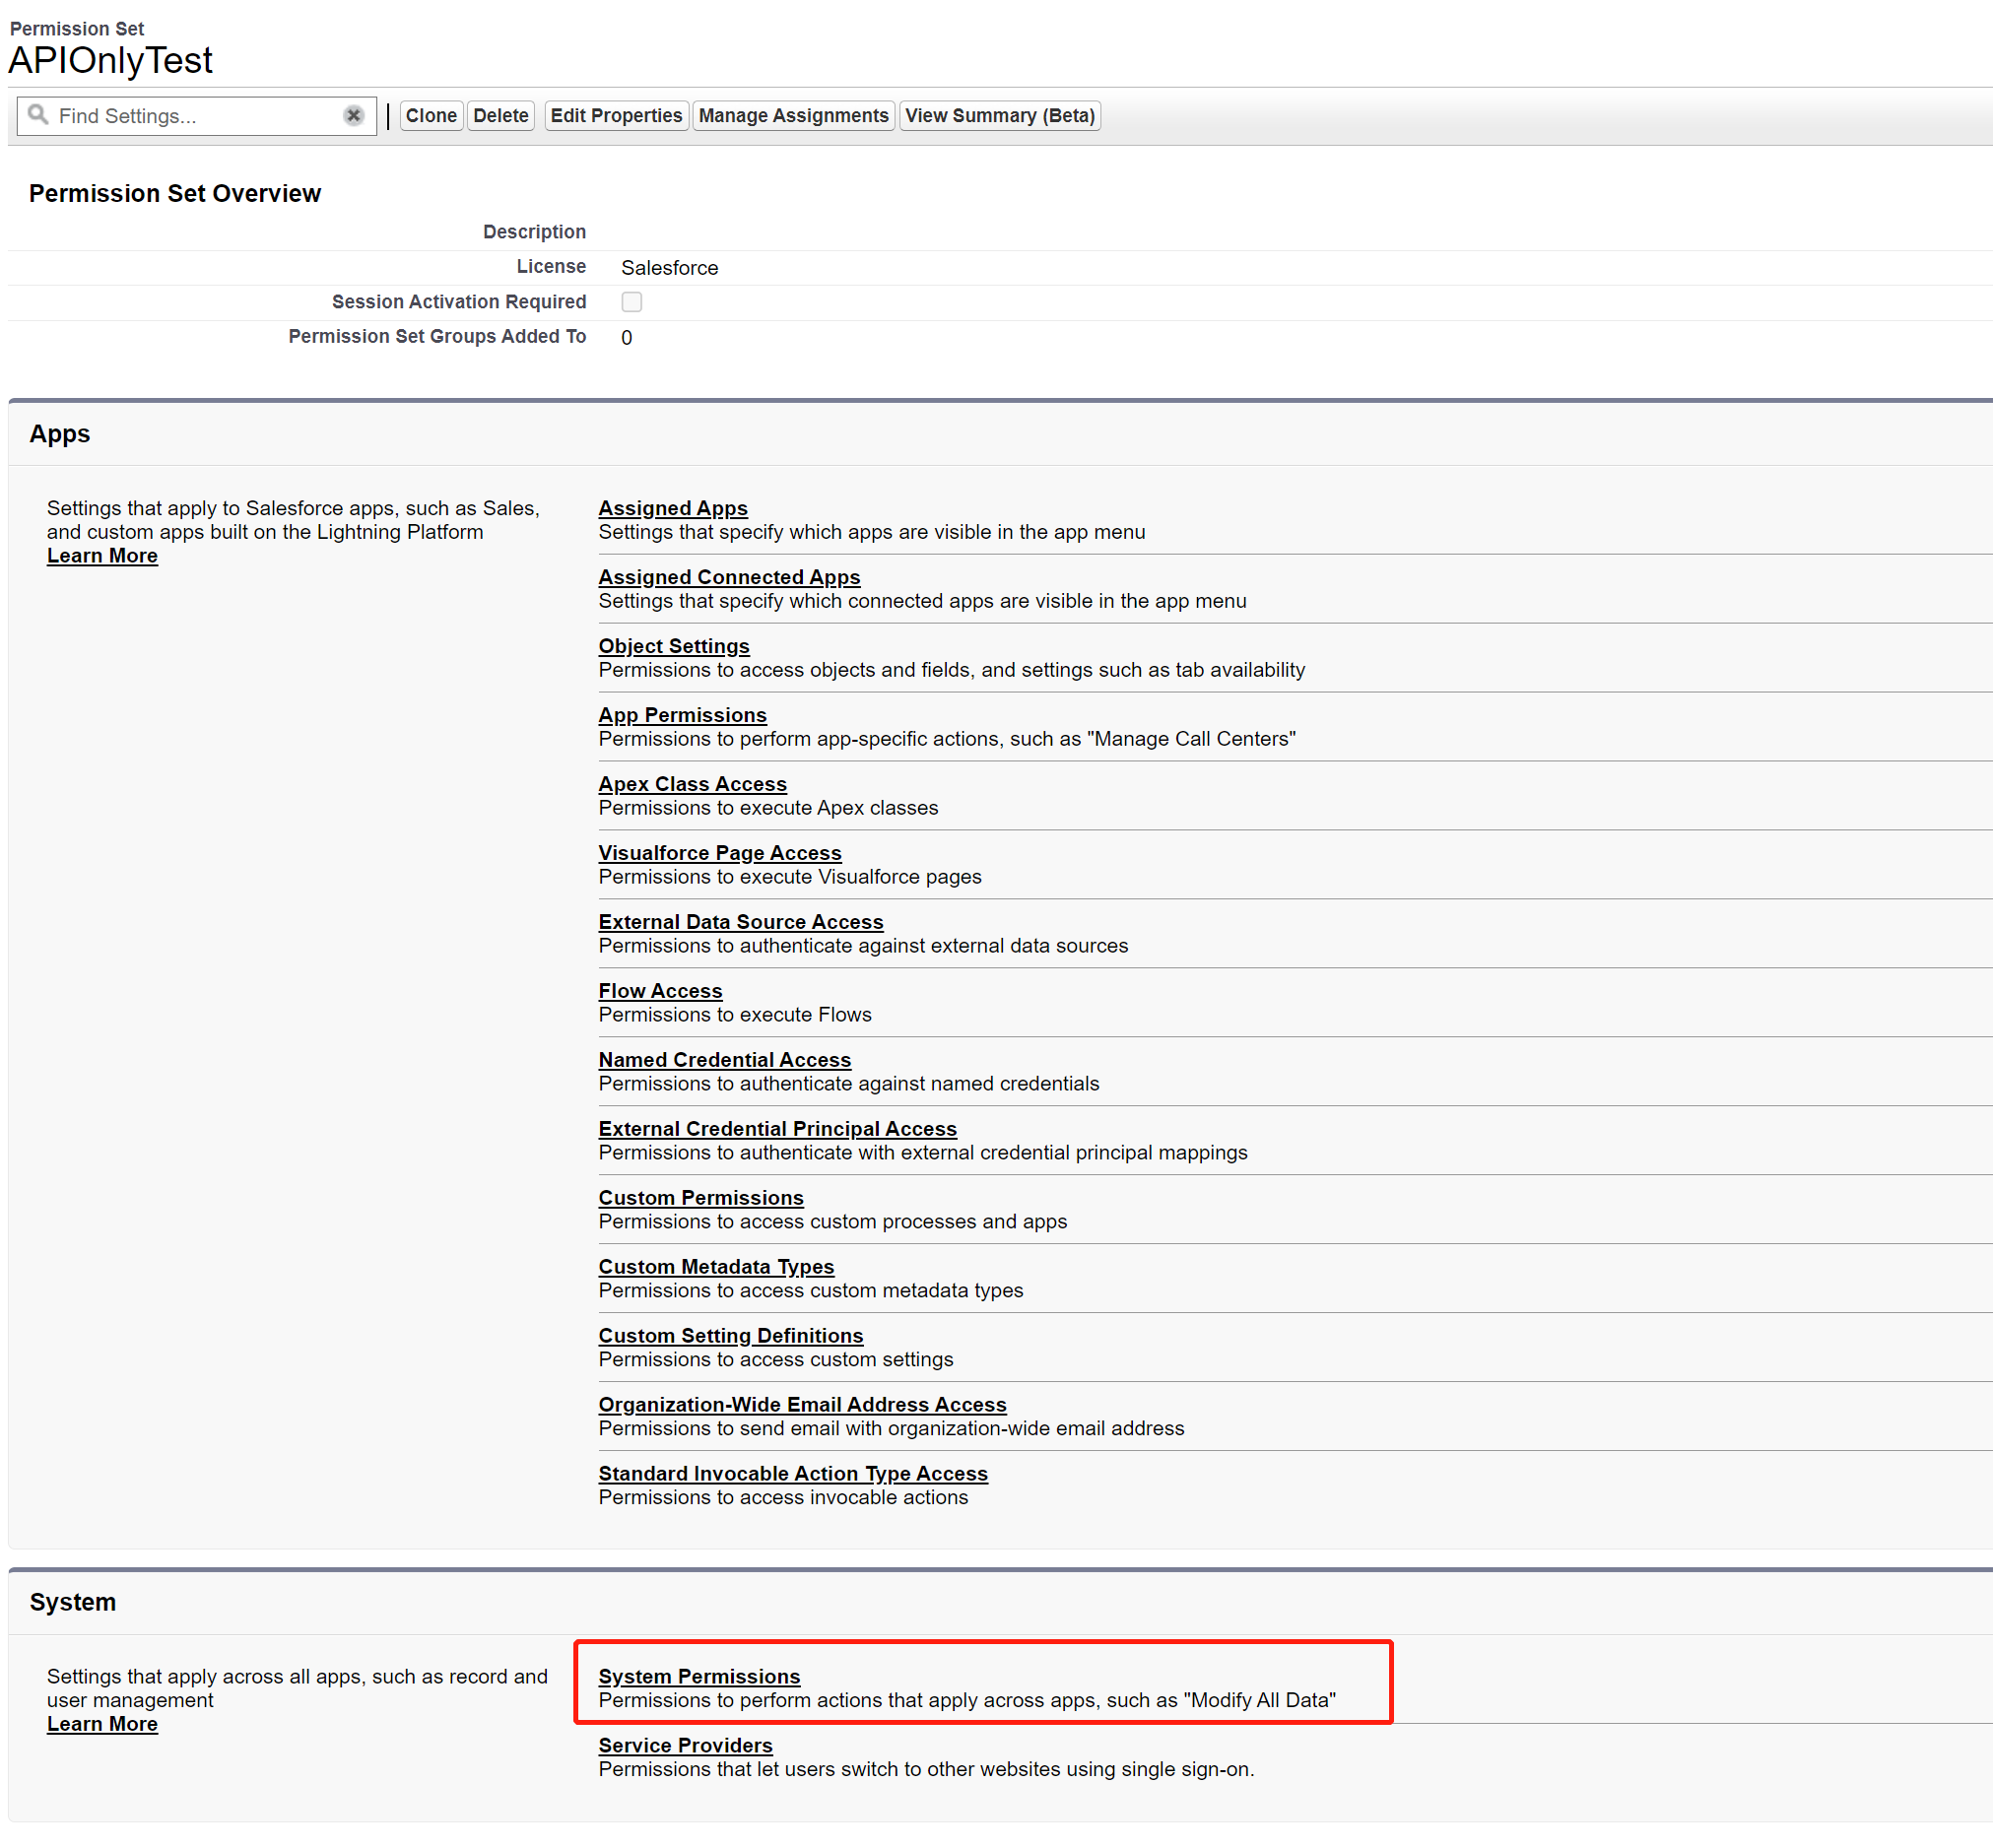 Permission Set
APIOnlyTest
Find Settings...
Clone
Delete
Edit Properties
Manage Assignments
View Summary (Beta)
Permission Set Overview
Description
License Salesforce
Session Activation Required
Permission Set Groups Added To 0
Apps
Settings that apply to Salesforce apps, such as Sales,
and custom apps built on the Lightning Platform
Learn More
Assigned Apps
Settings that specify which apps are visible in the app menu
Assigned Connected Apps
Settings that specify which connected apps are visible in the app menu
Object Settings
Permissions to access objects and fields, and settings such as tab availability
App Permissions
Permissions to perform app-specific actions, such as "Manage Call Centers"
Apex Class Access
Permissions to execute Apex classes
Visualforce Page Access
Permissions to execute Visualforce pages
External Data Source Access
Permissions to authenticate against external data sources
Flow Access
Permissions to execute Flows
Named Credential Access
Permissions to authenticate against named credentials
External Credential Principal Access
Permissions to authenticate with external credential principal mappings
Custom Permissions
Permissions to access custom processes and apps
Custom Metadata Types
Permissions to access custom metadata types
Custom Setting Definitions
Permissions to access custom settings
Organization-Wide Email Address Access
Permissions to send email with organization-wide email address
Standard Invocable Action Type Access
Permissions to access invocable actions
System
Settings that apply across all apps, such as record and
user management
Learn More
System Permissions
Permissions to perform actions that apply across apps, such as "Modify All Data"
Service Providers
Permissions that let users switch to other websites using single sign-on.